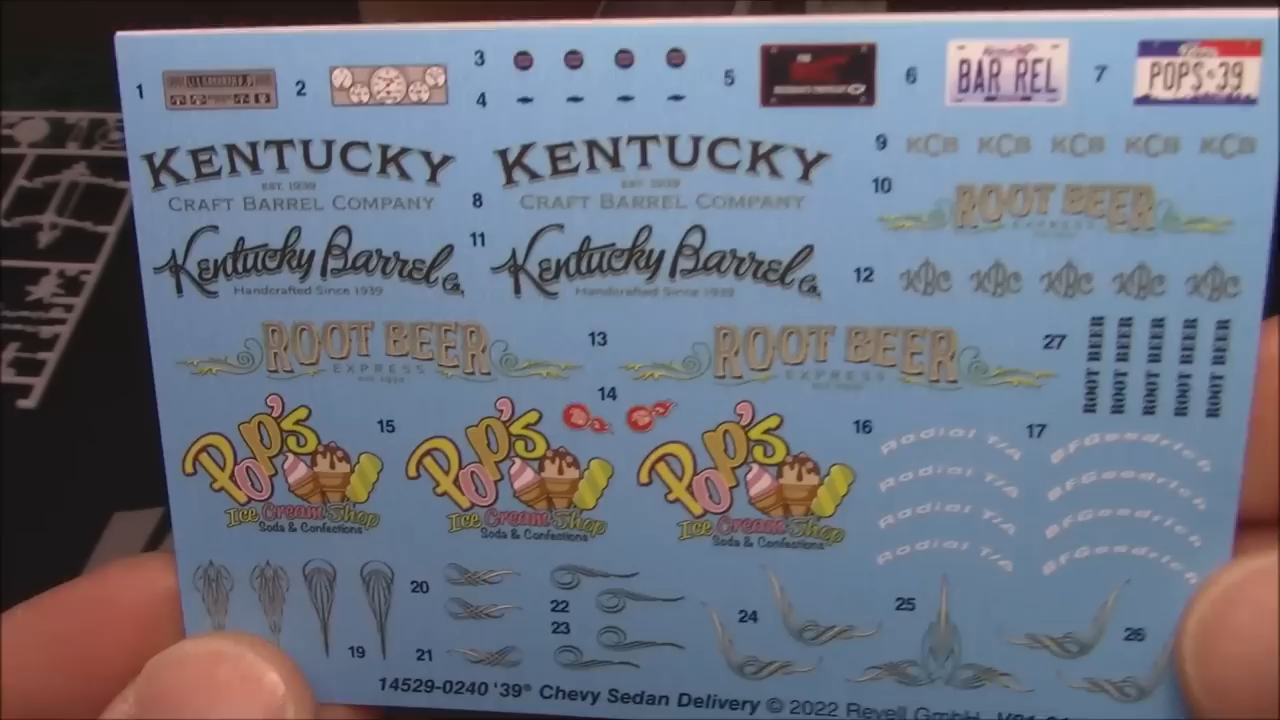 1
2
3
4
5
6
BAR REL
7
POPS 39
KENTUCKY
EST. 1939
CRAFT BARREL COMPANY
8
KENTUCKY
EST. 1939
CRAFT BARREL COMPANY
9
KCB KCB KCB KCB KCB
10
ROOT BEER
EXPRESS
11
Kentucky Barrel Co.
Handcrafted Since 1939
Kentucky Barrel Co.
Handcrafted Since 1939
12
KBC KBC KBC KBC KBC
ROOT BEER
EXPRESS
13
ROOT BEER
EXPRESS
27
ROOT BEER
ROOT BEER
ROOT BEER
ROOT BEER
ROOT BEER
14
15
Pop's
Ice Cream Shop
Soda & Confections
Pop's
Ice Cream Shop
Soda & Confections
Pop's
Ice Cream Shop
Soda & Confections
16
Radial T/A
Radial T/A
Radial T/A
Radial T/A
17
BFGoodrich
BFGoodrich
BFGoodrich
BFGoodrich
19
20
21
22
23
24
25
26
14529-0240 '39® Chevy Sedan Delivery © 2022 Revell GmbH